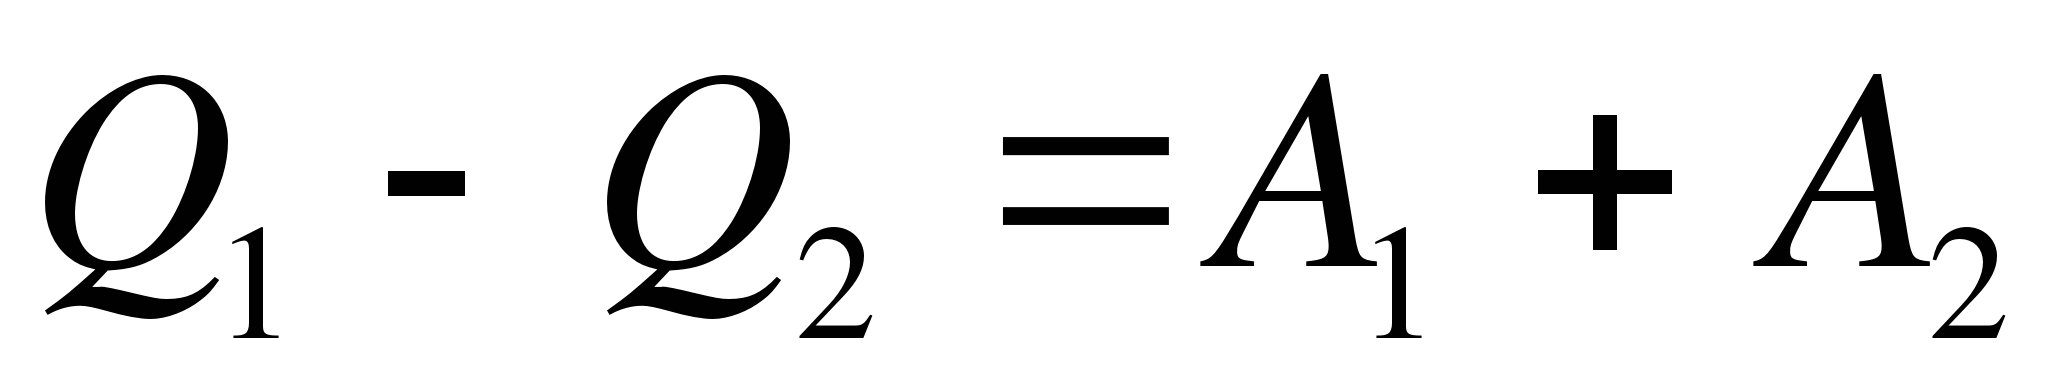 Q₁ - Q₂ = A₁ + A₂